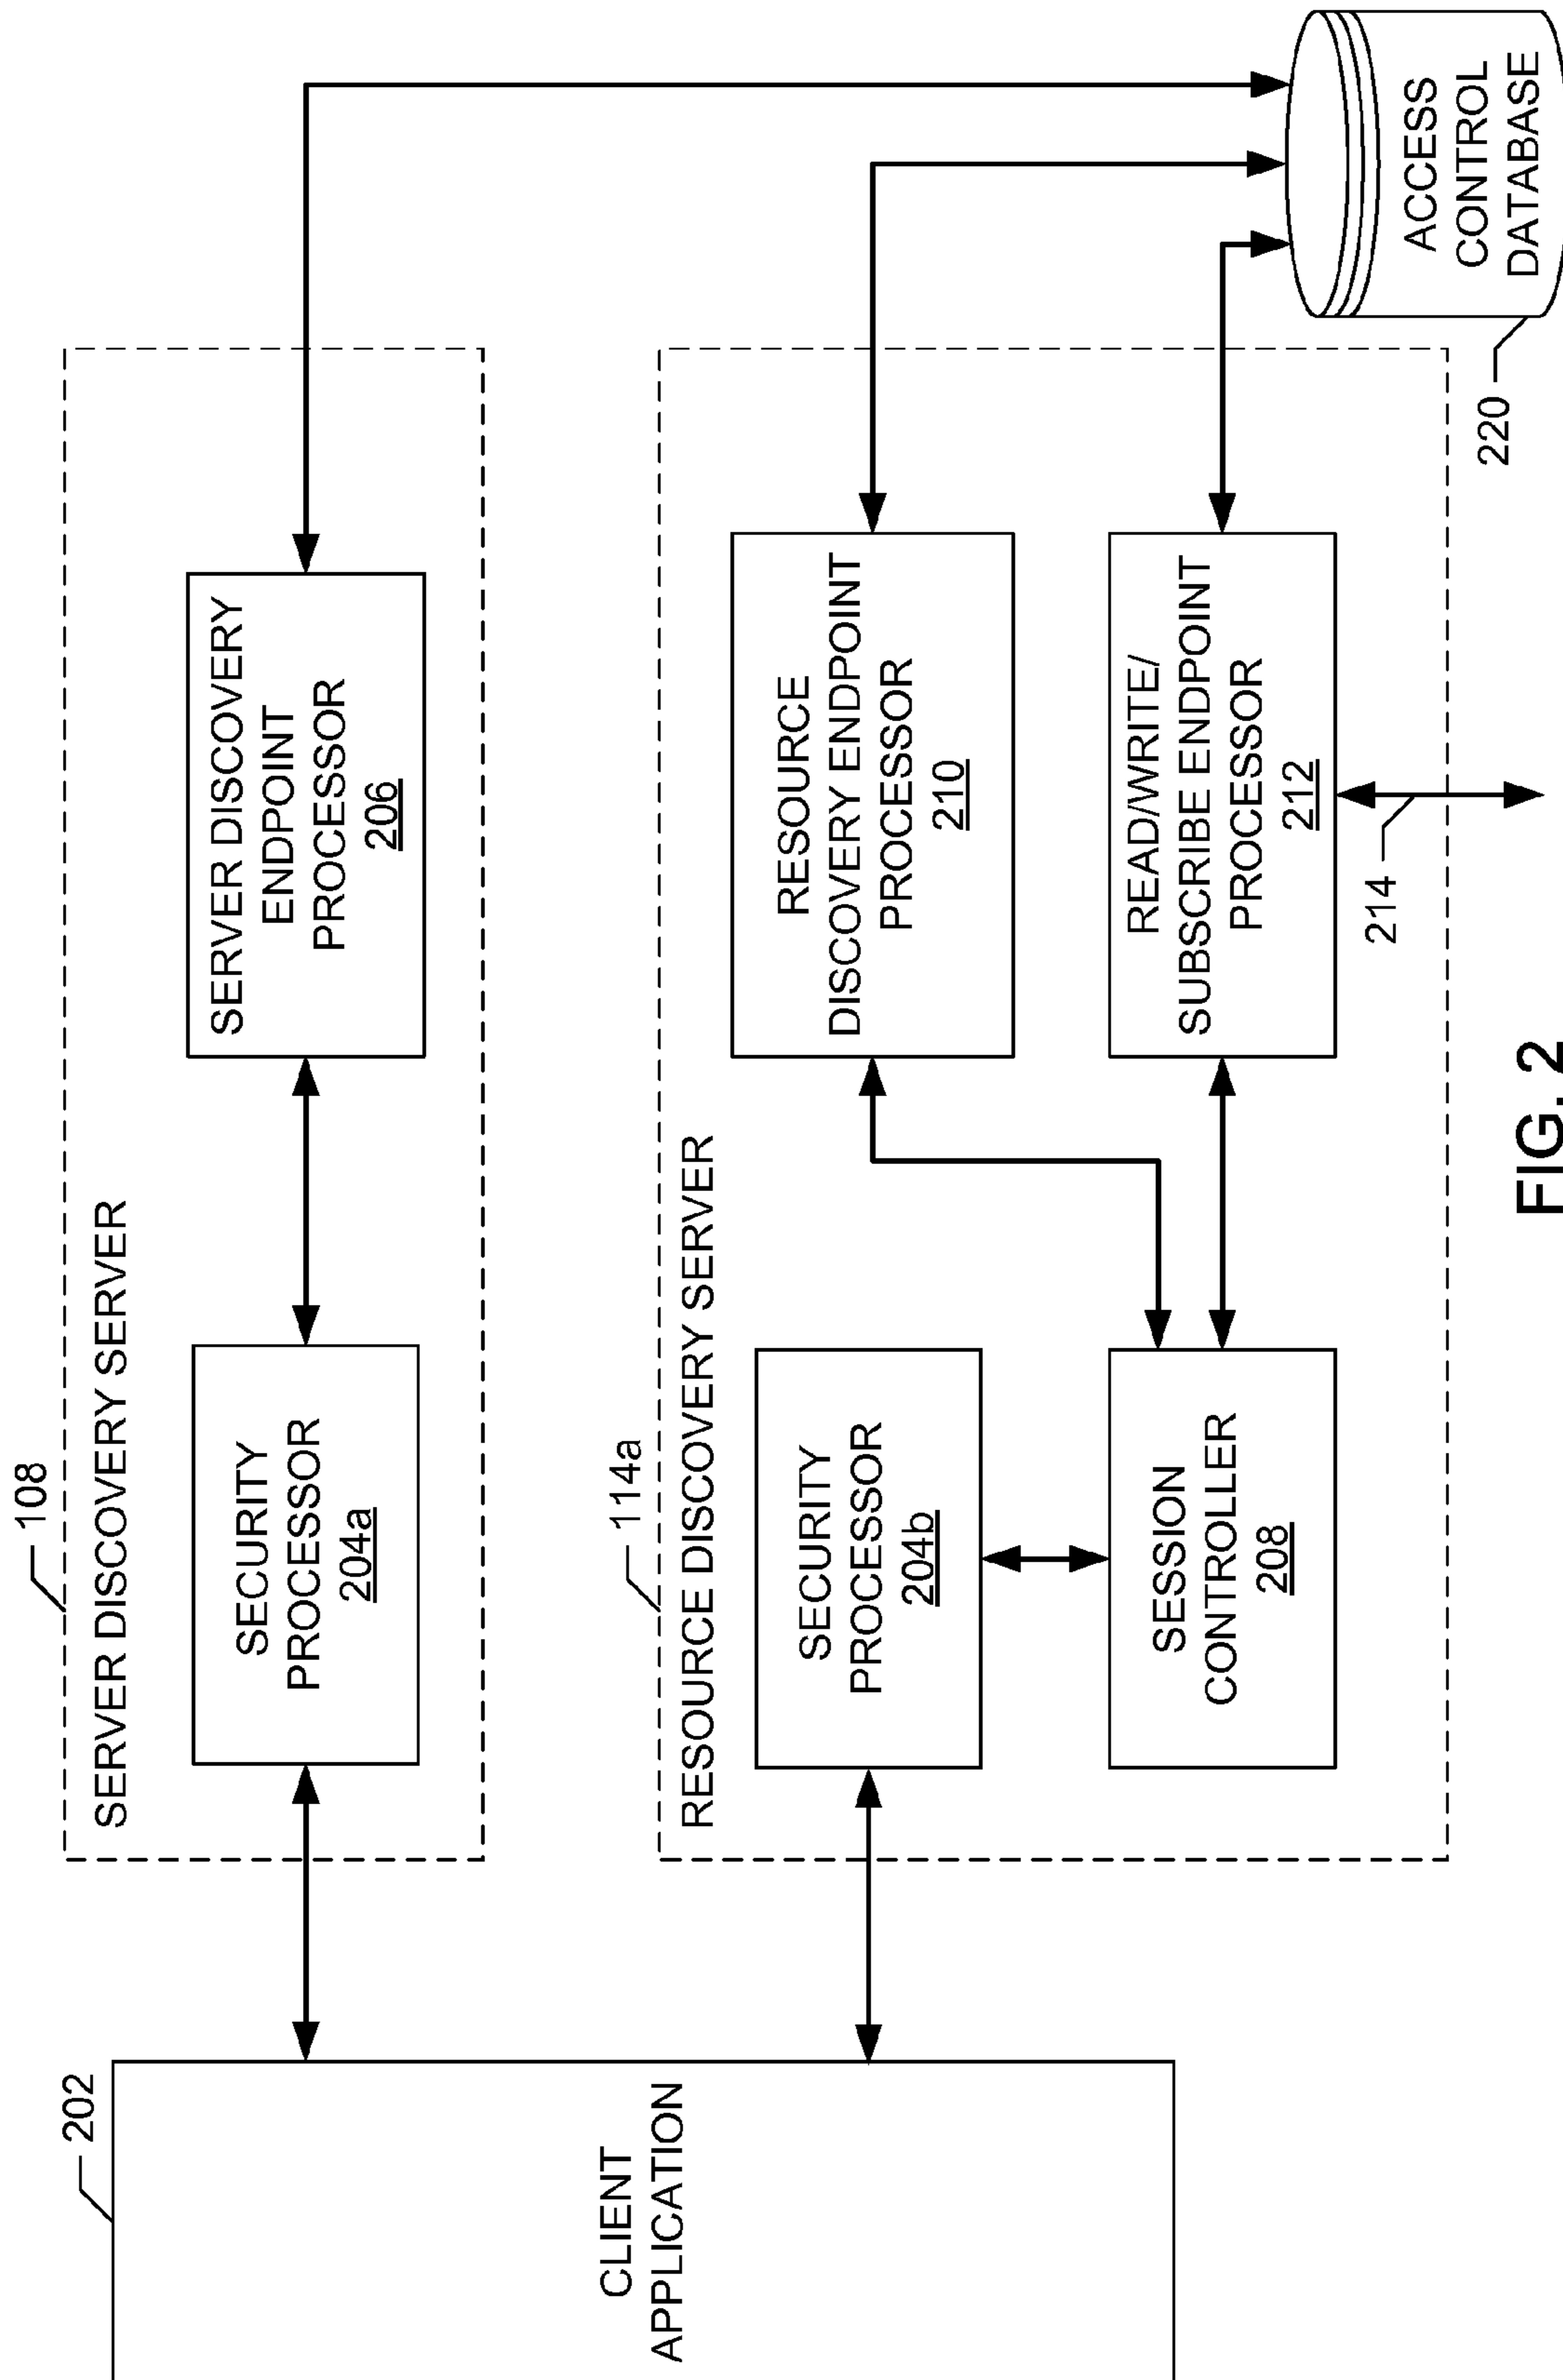 108
SERVER DISCOVERY SERVER
SECURITY
PROCESSOR
204a
SERVER DISCOVERY
ENDPOINT
PROCESSOR
206
202
CLIENT
APPLICATION
114a
RESOURCE DISCOVERY SERVER
SECURITY
PROCESSOR
204b
RESOURCE
DISCOVERY ENDPOINT
PROCESSOR
210
SESSION
CONTROLLER
208
READ/WRITE/
SUBSCRIBE ENDPOINT
PROCESSOR
212
214
ACCESS
CONTROL
DATABASE
220
FIG. 2